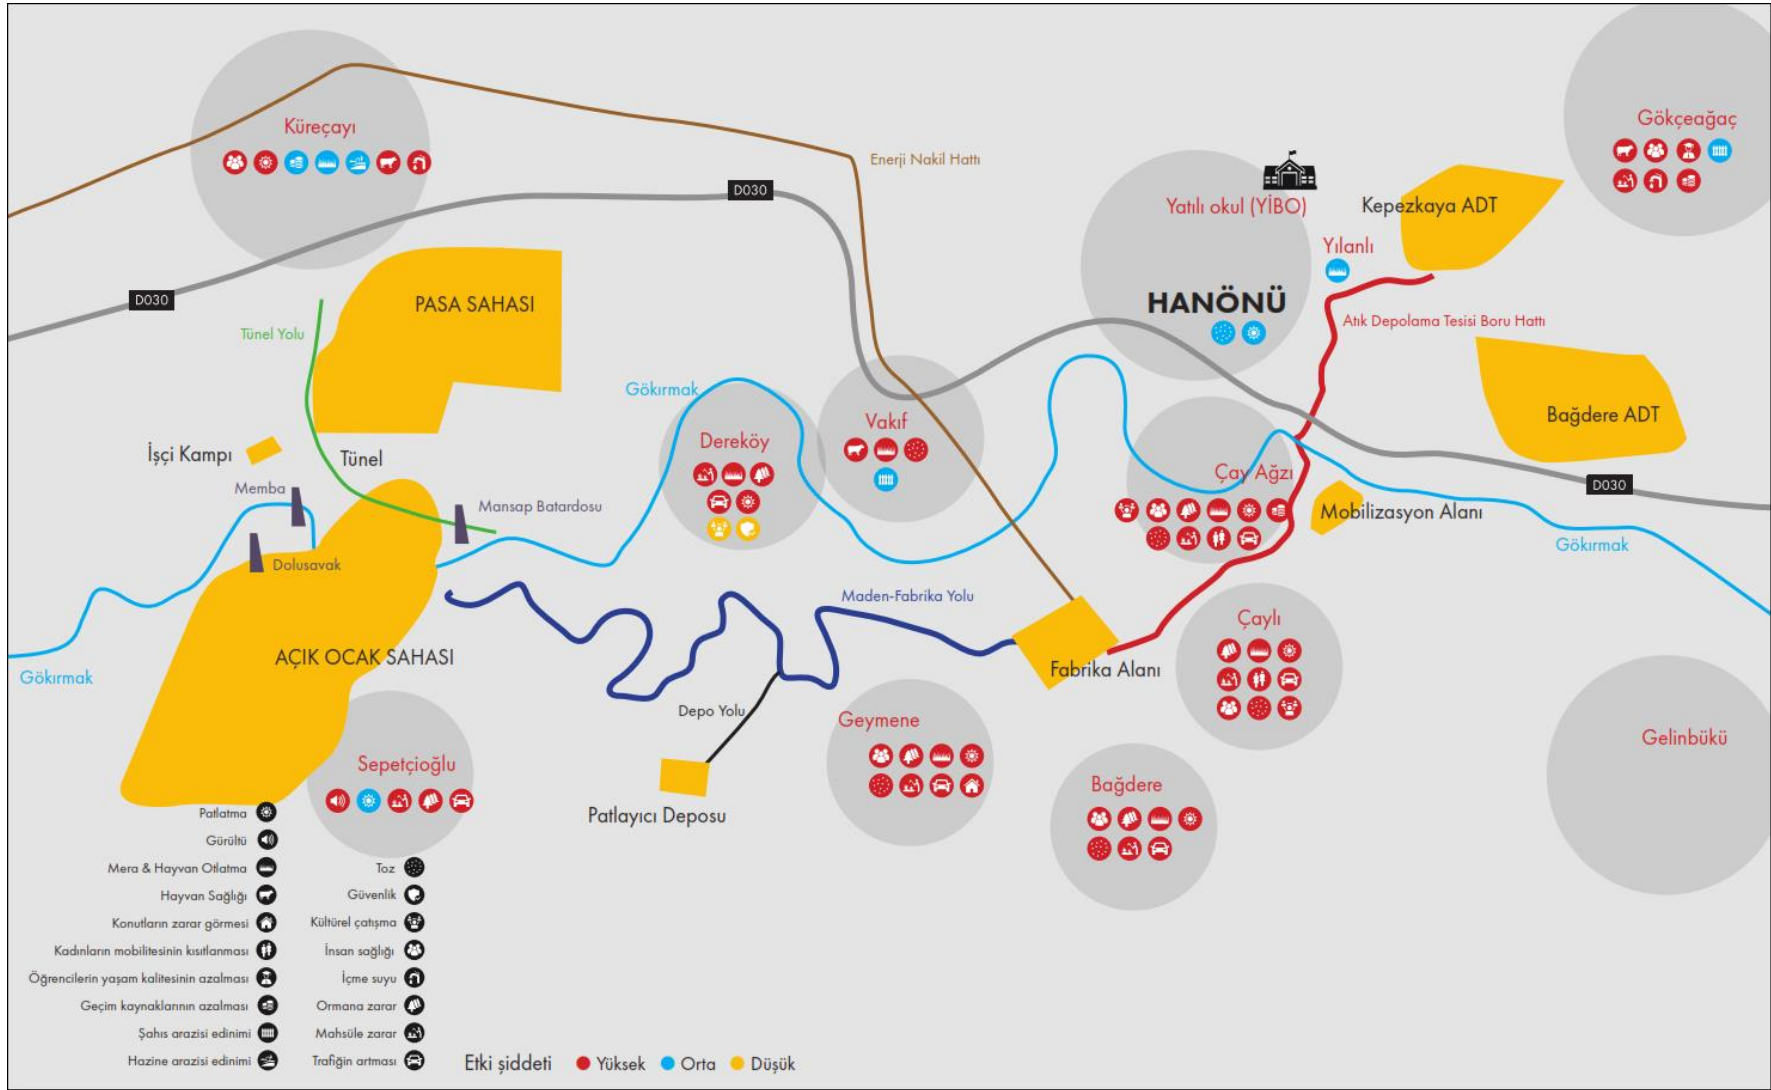 Küreçayı
Gökçeağaç
Enerji Nakil Hattı
D030
Yatılı okul (YİBO)
Kepezkaya ADT
Yılanlı
D030
PASA SAHASI
HANÖNÜ
Tünel Yolu
Atık Depolama Tesisi Boru Hattı
Gökırmak
Vakıf
Bağdere ADT
Dereköy
İşçi Kampı
Tünel
Çay Ağzı
Memba
D030
Mansap Batardosu
Mobilizasyon Alanı
Gökırmak
Dolusavak
Maden-Fabrika Yolu
Çaylı
AÇIK OCAK SAHASI
Fabrika Alanı
Gökırmak
Depo Yolu
Geymene
Gelinbükü
Sepetçioğlu
Bağdere
Patlayıcı Deposu
Patlatma
Gürültü
Mera & Hayvan Otlatma
Hayvan Sağlığı
Konutların zarar görmesi
Kadınların mobilitesinin kısıtlanması
Öğrencilerin yaşam kalitesinin azalması
Geçim kaynaklarının azalması
Şahıs arazisi edinimi
Hazine arazisi edinimi
Toz
Güvenlik
Kültürel çatışma
İnsan sağlığı
İçme suyu
Ormana zarar
Mahsüle zarar
Trafiğin artması
Etki şiddeti Yüksek Orta Düşük